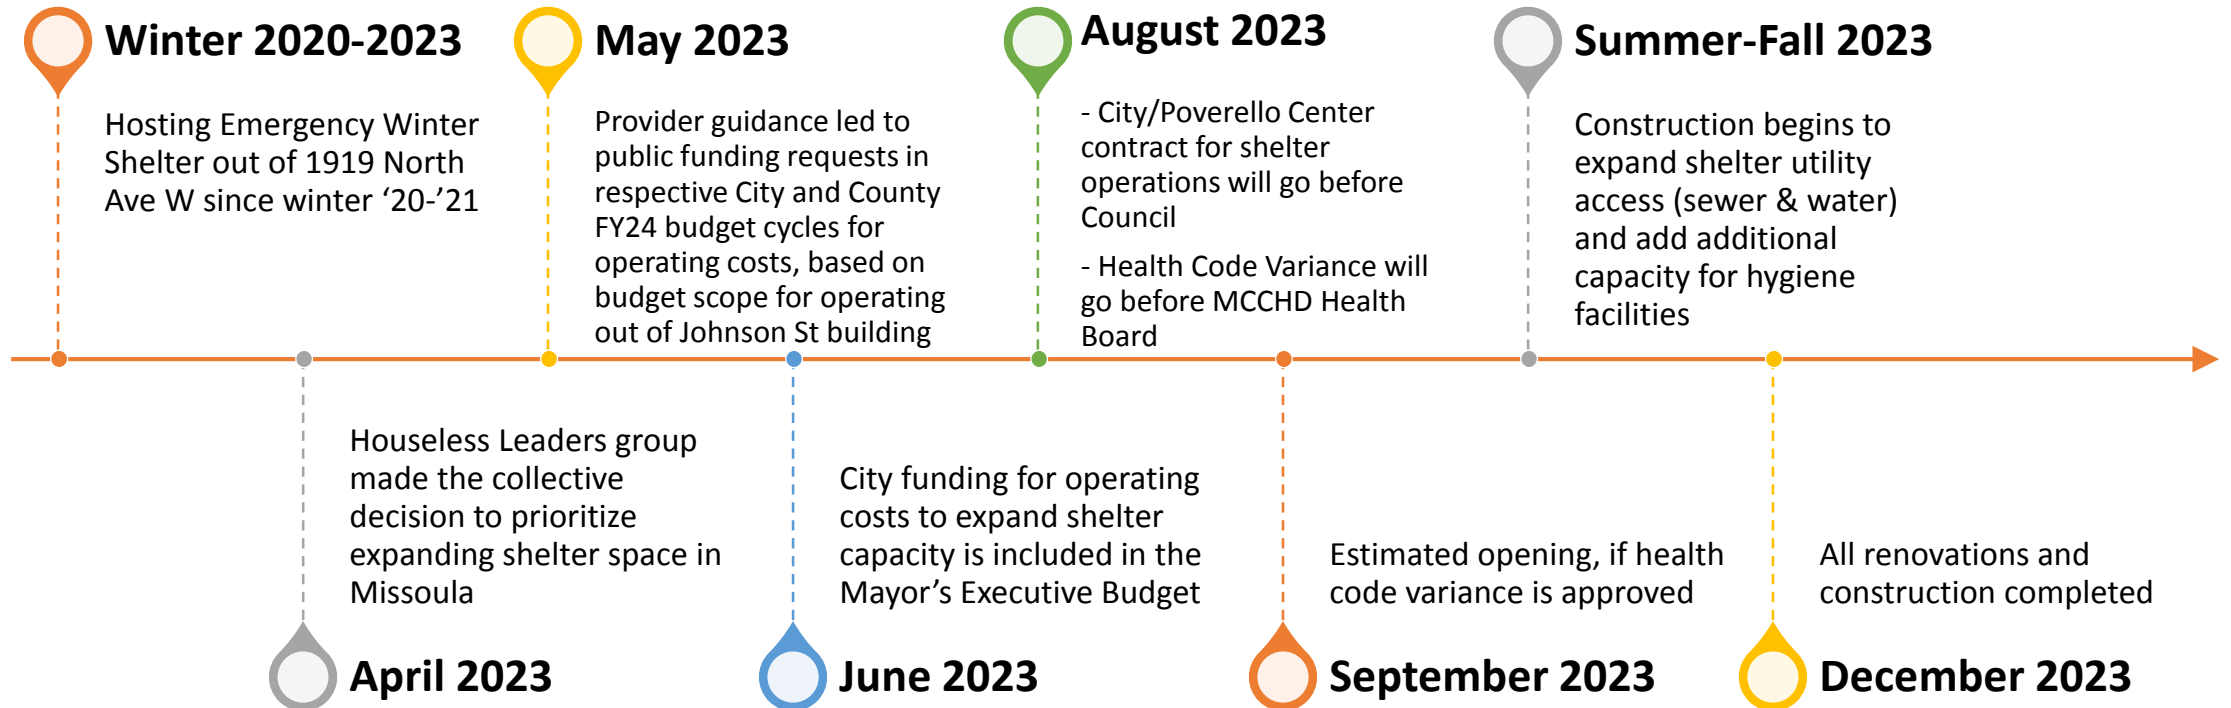 Winter 2020-2023
Hosting Emergency Winter
Shelter out of 1919 North
Ave W since winter ‘20-’21
May 2023
Provider guidance led to
public funding requests in
respective City and County
FY24 budget cycles for
operating costs, based on
budget scope for operating
out of Johnson St building
August 2023
- City/Poverello Center
contract for shelter
operations will go before
Council
- Health Code Variance will
go before MCCHD Health
Board
Summer-Fall 2023
Construction begins to
expand shelter utility
access (sewer & water)
and add additional
capacity for hygiene
facilities
Houseless Leaders group
made the collective
decision to prioritize
expanding shelter space in
Missoula
April 2023
City funding for operating
costs to expand shelter
capacity is included in the
Mayor’s Executive Budget
June 2023
Estimated opening, if health
code variance is approved
September 2023
All renovations and
construction completed
December 2023